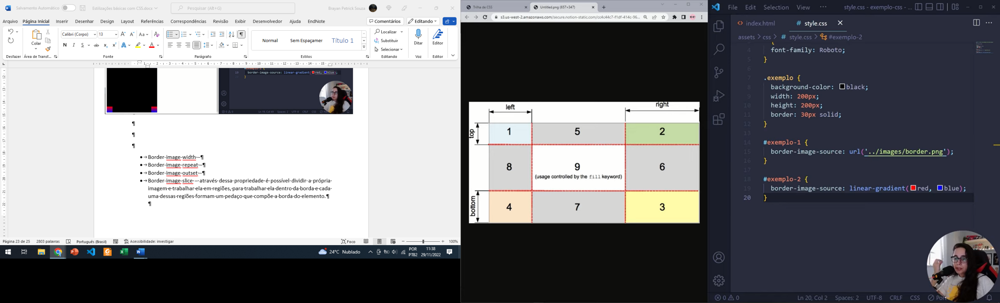 Salvamento Automático
Estilizações básicas com CSS.docx
Pesquisar (Alt+G)
Brayan Petrick Souza
Arquivo Página Inicial Inserir Desenhar Design Layout Referências Correspondências Revisão Exibir Desenvolvedor Ajuda EndNote
Comentários
Editando
Calibri (Corpo) 13
Colar
Normal Sem Espaçamer Título 1
Localizar
Substituir
Selecionar
Ditar
Editor
Desfazer Área de Transf... Fonte Parágrafo Estilos Editando Voz Editor
19 border-image-source: linear-gradient(red, blue);
}
Ln 19, Col 49 Spaces: 2 UTF-8 CRLF CSS
¶
¶
¶
•→Border-image-width·–¶
•→Border-image-repeat·–¶
•→Border-image-outset·–¶
•→Border-image-slice·–·através·dessa·propriedade·é·possível·dividir·a·própria·
imagem·e·trabalhar·ela·em·regiões,·para·trabalhar·ela·dentro·da·borda·e·cada·
uma·dessas·regiões·formam·um·pedaço·que·compõe·a·borda·do·elemento.¶
¶
Página 23 de 25 2803 palavras Português (Brasil) Acessibilidade: investigar Foco 100%
24°C Nublado
POR
PTB2
11:38
29/11/2022
Trilha de CSS
Untitled.png (657×347)
s3.us-west-2.amazonaws.com/secure.notion-static.com/cc4c44c7-f1df-414c-96...
left right
top 1 5 2
8 9 6
(usage controlled by the fill keyword)
bottom 4 7 3
File Edit Selection View ···
style.css - exemplo-css - ...
index.html
# style.css
assets > css > # style.css > #exemplo-2
{
4 font-family: Roboto;
5 }
6
7 .exemplo {
8 background-color: black;
9 width: 200px;
10 height: 200px;
11 border: 30px solid;
12 }
13
14 #exemplo-1 {
15 border-image-source: url('../images/border.png');
16 }
17
18 #exemplo-2 {
19 border-image-source: linear-gradient(red, blue);
20 }
0 0 Ln 20, Col 2 Spaces: 2 UTF-8 CRLF CSS